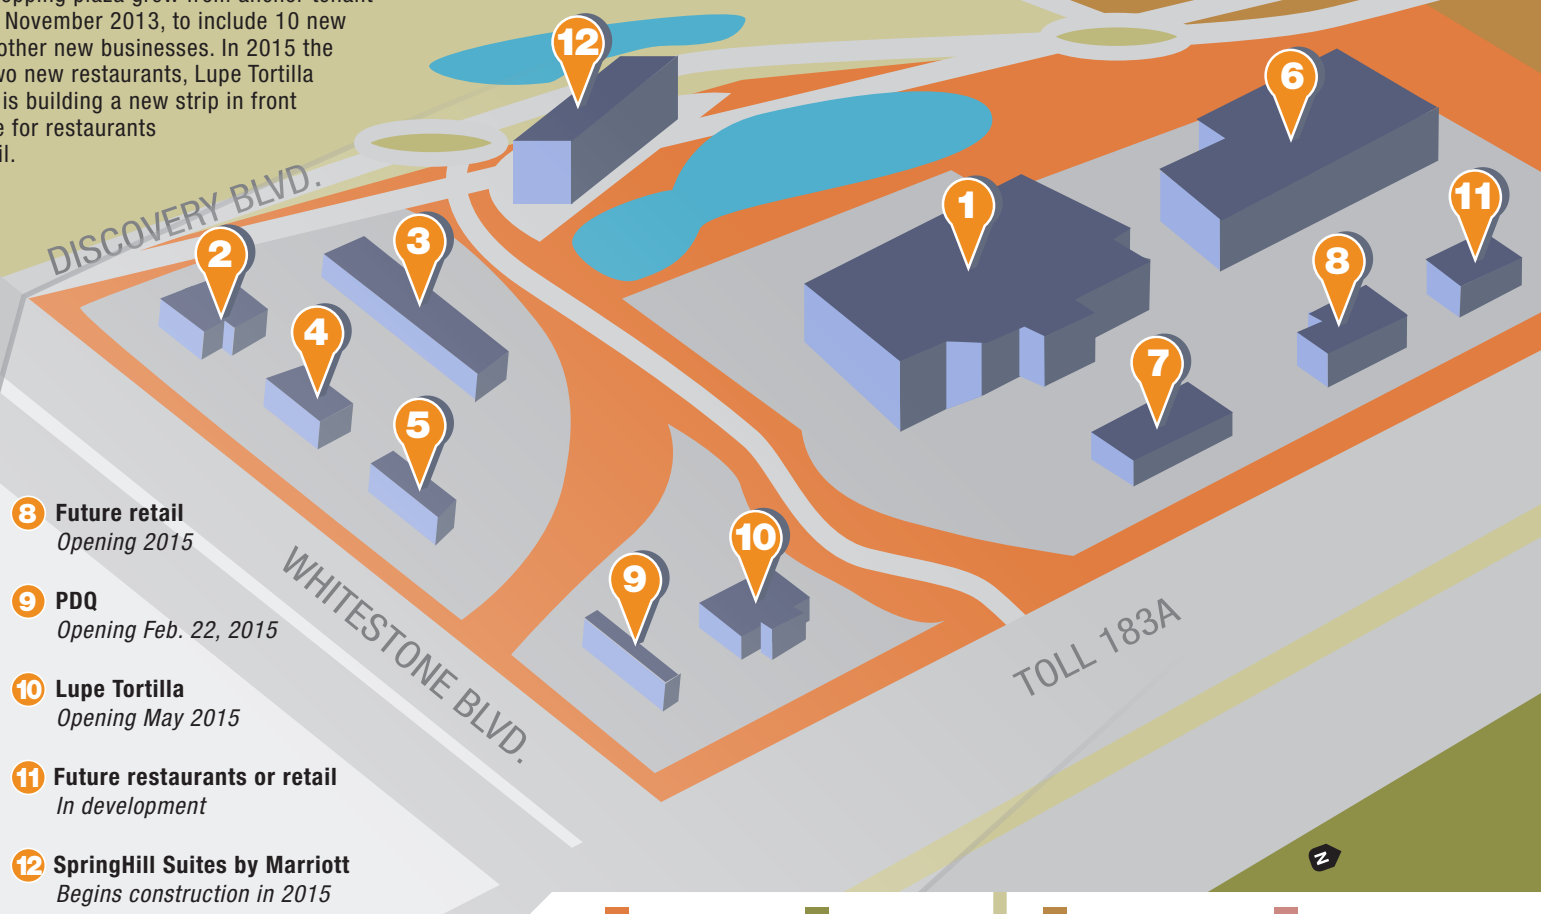 November 2013, to include 10 new
other new businesses. In 2015 the
new restaurants, Lupe Tortilla
is building a new strip in front
for restaurants
DISCOVERY BLVD.
12
6
1
11
2
3
8
4
7
5
10
9
WHITESTONE BLVD.
TOLL 183A
8 Future retail
Opening 2015
9 PDQ
Opening Feb. 22, 2015
10 Lupe Tortilla
Opening May 2015
11 Future restaurants or retail
In development
12 SpringHill Suites by Marriott
Begins construction in 2015
N